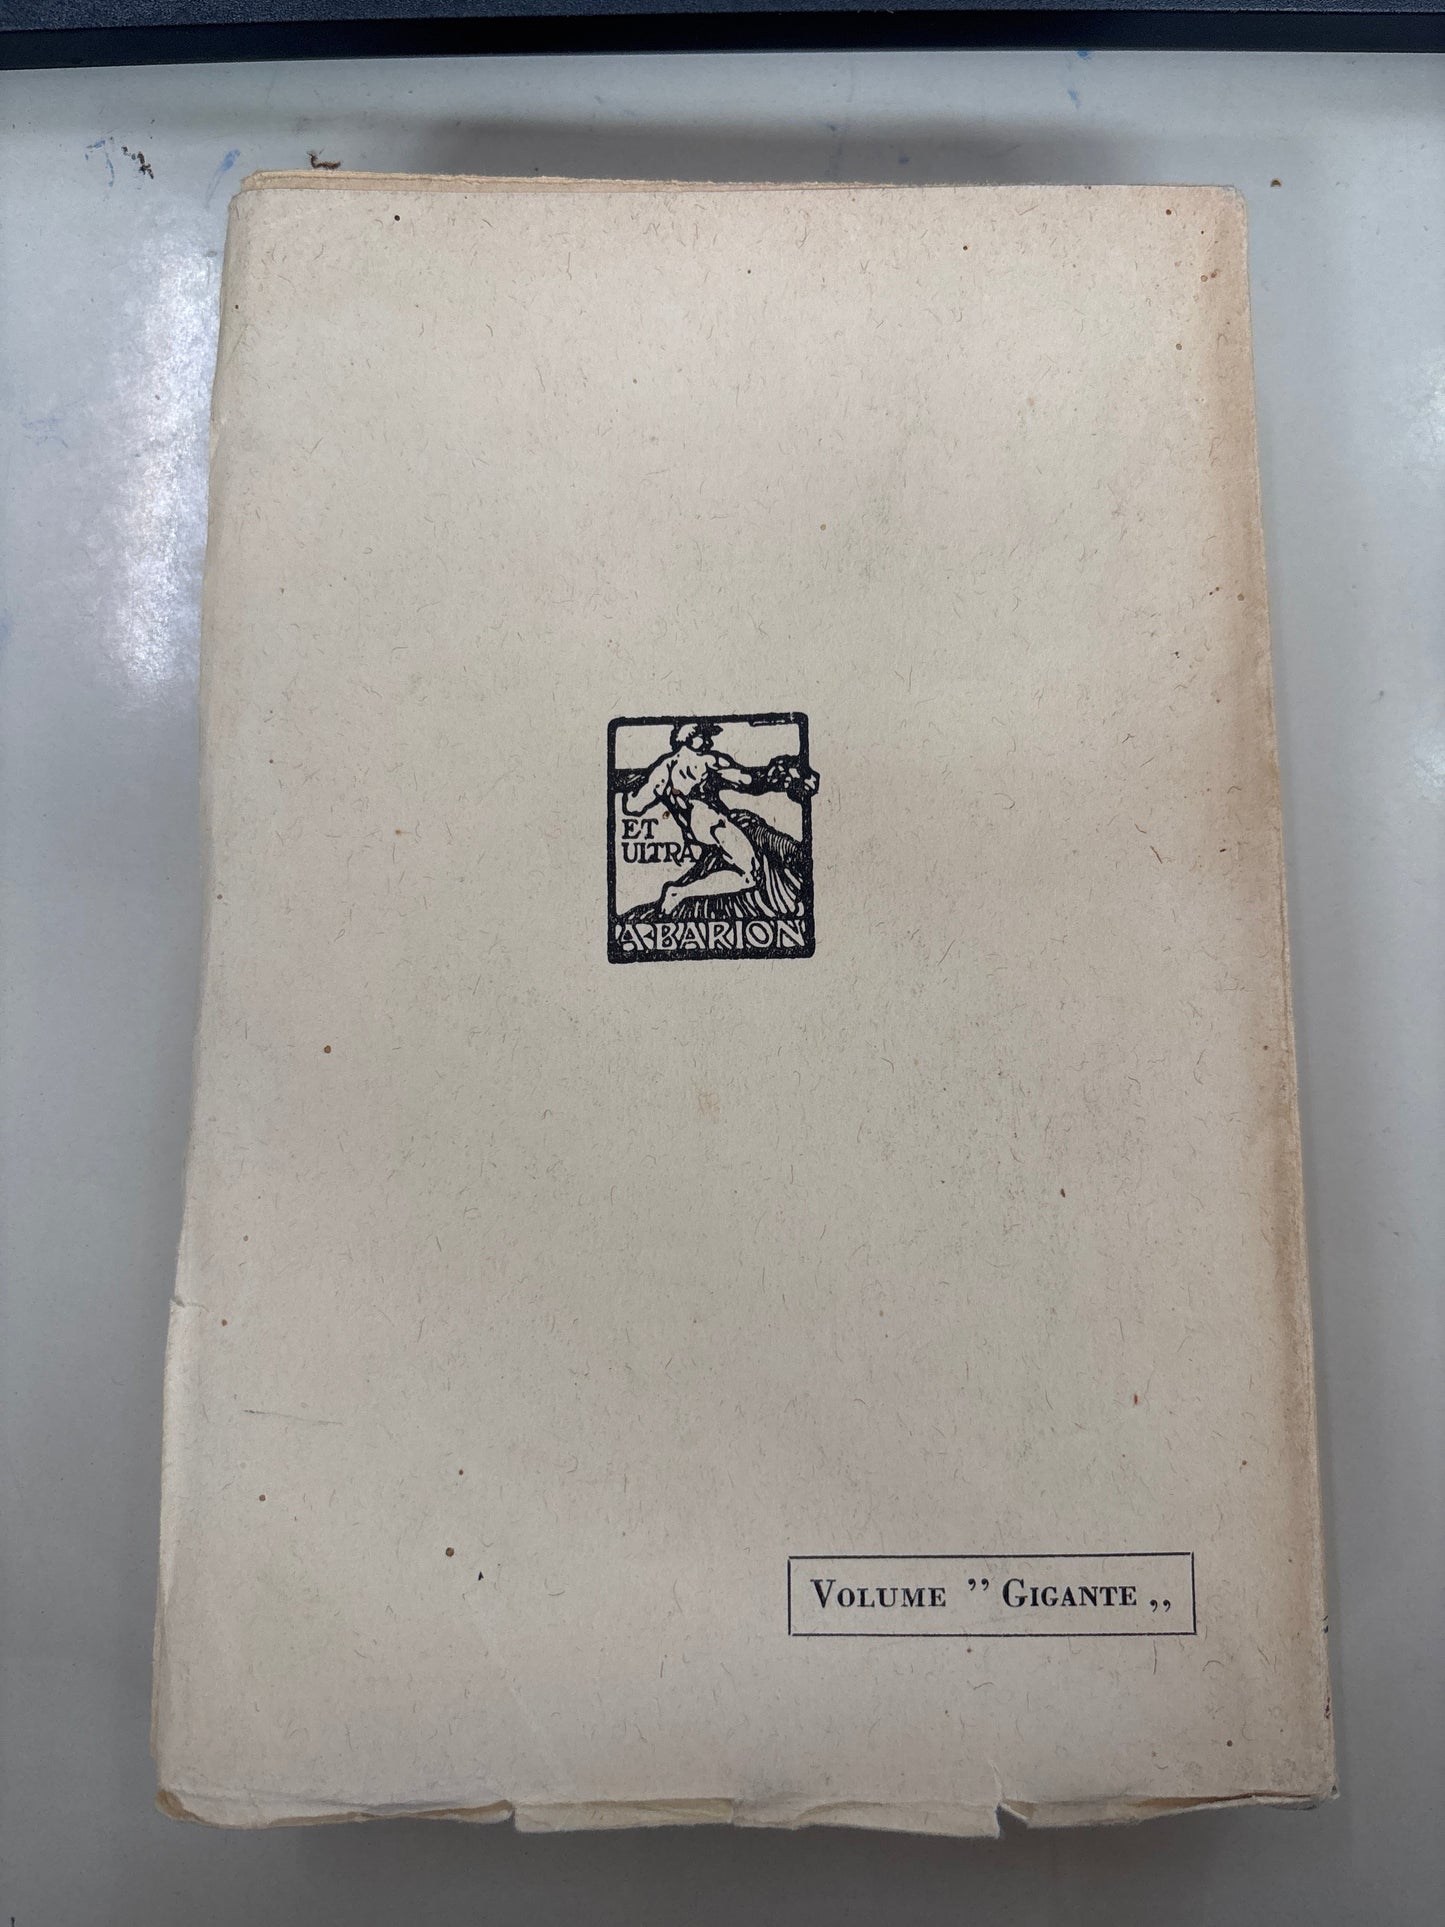 ET
ULTRA
A·BARION
VOLUME ” GIGANTE „